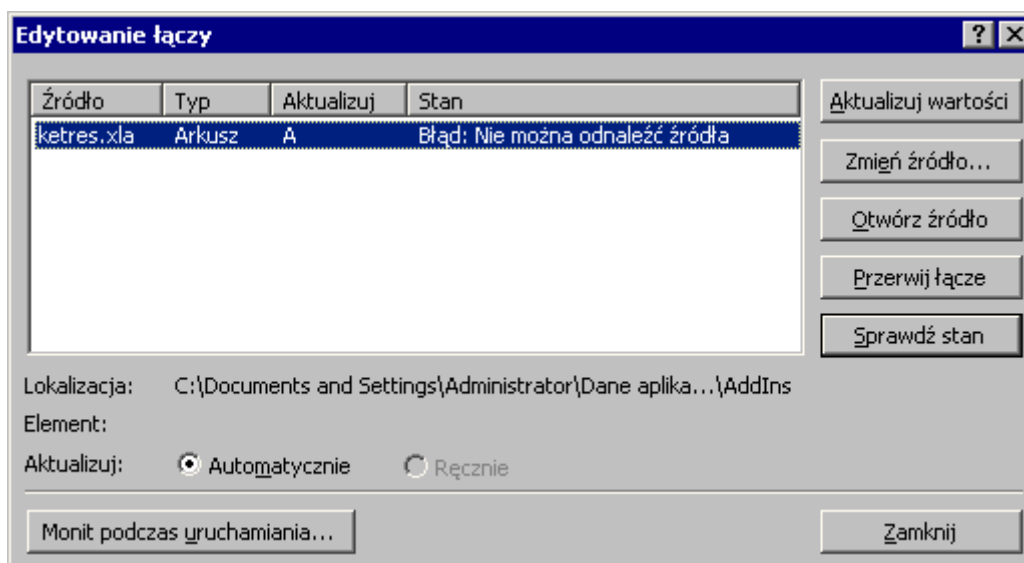 Edytowanie łączy
Źródło Typ Aktualizuj Stan
ketres.xla Arkusz A Błąd: Nie można odnaleźć źródła
Aktualizuj wartości
Zmień źródło...
Otwórz źródło
Przerwij łącze
Sprawdź stan
Lokalizacja: C:\Documents and Settings\Administrator\Dane aplika...\AddIns
Element:
Aktualizuj: Automatycznie Ręcznie
Monit podczas uruchamiania... Zamknij